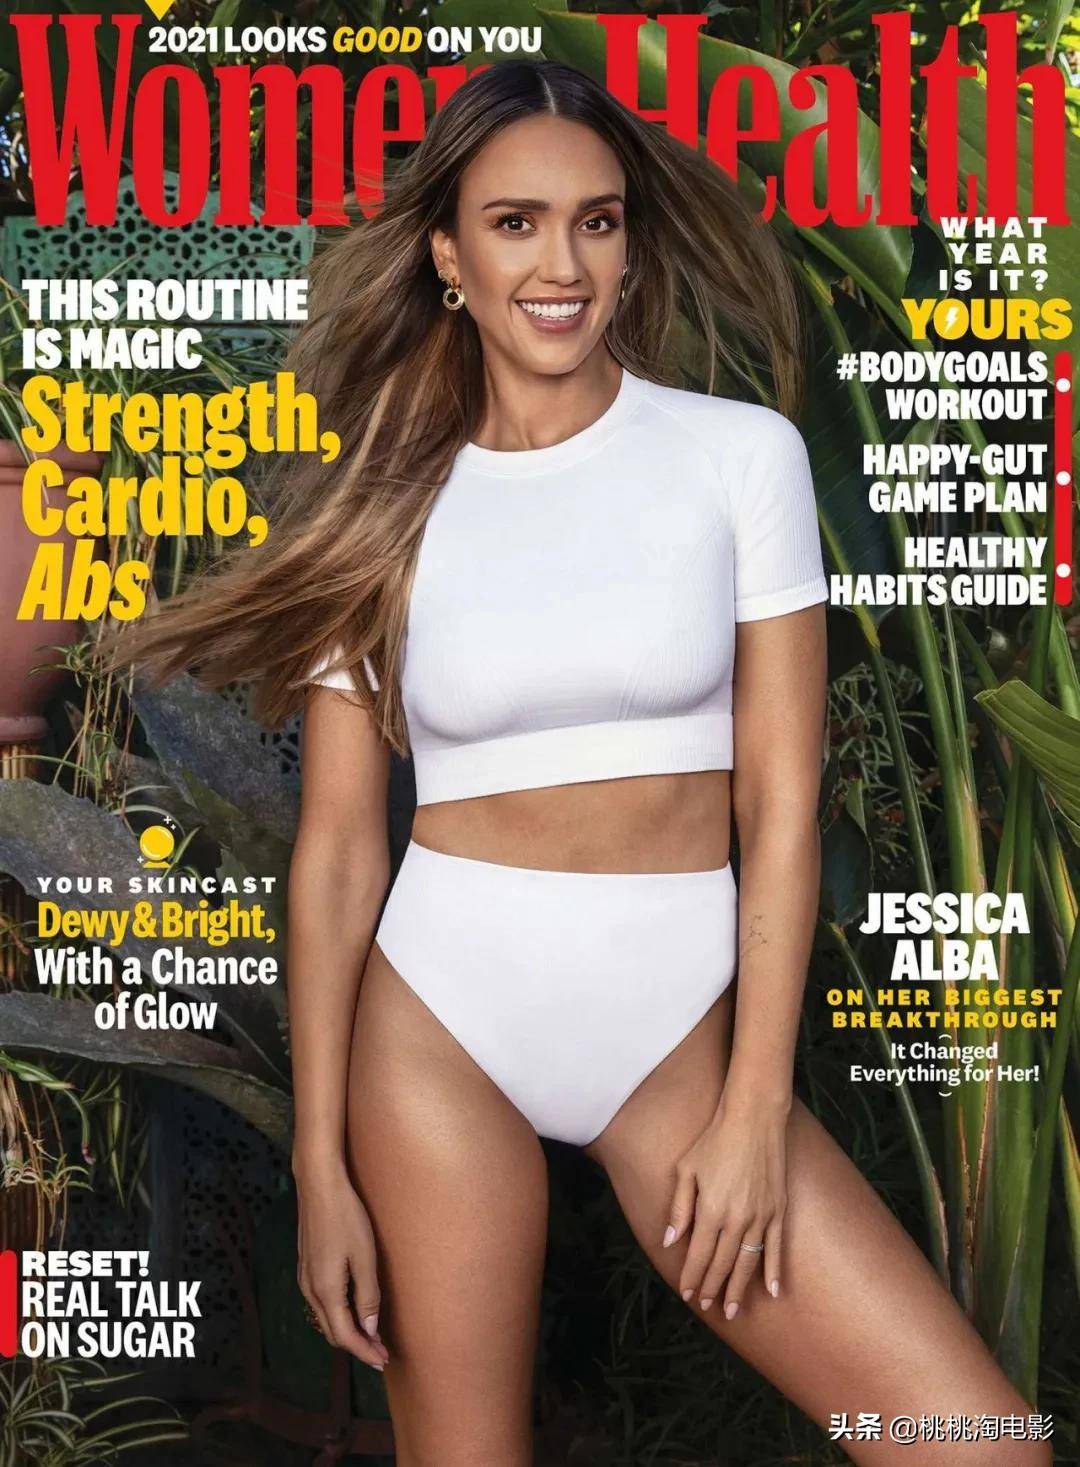 2021 LOOKS GOOD ON YOU
Women's Health
THIS ROUTINE
IS MAGIC
Strength,
Cardio,
Abs
WHAT
YEAR
IS IT?
YOURS
#BODYGOALS
WORKOUT
HAPPY-GUT
GAME PLAN
HEALTHY
HABITS GUIDE
YOUR SKINCAST
Dewy & Bright,
With a Chance
of Glow
JESSICA
ALBA
ON HER BIGGEST
BREAKTHROUGH
It Changed
Everything for Her!
RESET!
REAL TALK
ON SUGAR
头条 @桃桃淘电影